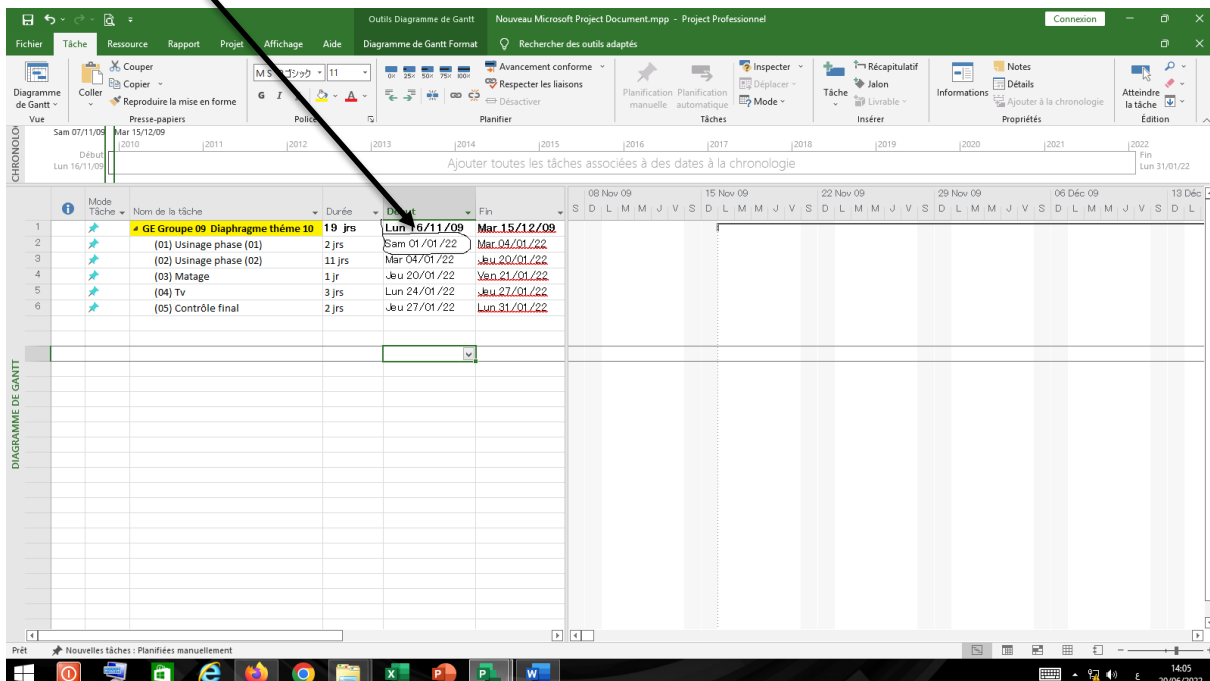 Outils Diagramme de Gantt Nouveau Microsoft Project Document.mpp - Project Professionnel Connexion
Fichier Tâche Ressource Rapport Projet Affichage Aide Diagramme de Gantt Format Rechercher des outils adaptés
Couper
Copier
Reproduire la mise en forme
Diagramme de Gantt
Coller
11
G I
A
0% 25% 50% 75% 100%
Avancement conforme
Respecter les liaisons
Désactiver
Planification manuelle
Planification automatique
Inspecter
Déplacer
Mode
Tâche
Récapitulatif
Jalon
Livrable
Informations
Notes
Détails
Ajouter à la chronologie
Atteindre la tâche
Vue Presse-papiers Police Planifier Tâches Insérer Propriétés Édition
CHRONOLO
Sam 07/11/09 Mar 15/12/09
2010 2011 2012 2013 2014 2015 2016 2017 2018 2019 2020 2021 2022
Début
Lun 16/11/09
Ajouter toutes les tâches associées à des dates à la chronologie
Fin
Lun 31/01/22
08 Nov 09 15 Nov 09 22 Nov 09 29 Nov 09 06 Déc 09 13 Déc
Mode Tâche Nom de la tâche Durée Début Fin
S D L M M J V S D L M M J V S D L M M J V S D L M M J V S D L M M J V S D L
1 GE Groupe 09 Diaphragme théme 10 19 jrs Lun 16/11/09 Mar 15/12/09
2 (01) Usinage phase (01) 2 jrs Sam 01/01/22 Mar 04/01/22
3 (02) Usinage phase (02) 11 jrs Mar 04/01/22 Jeu 20/01/22
4 (03) Matage 1 jr Jeu 20/01/22 Ven 21/01/22
5 (04) Tv 3 jrs Lun 24/01/22 Jeu 27/01/22
6 (05) Contrôle final 2 jrs Jeu 27/01/22 Lun 31/01/22
DIAGRAMME DE GANTT
Prêt Nouvelles tâches : Planifiées manuellement
ع
14:05
20/06/2022